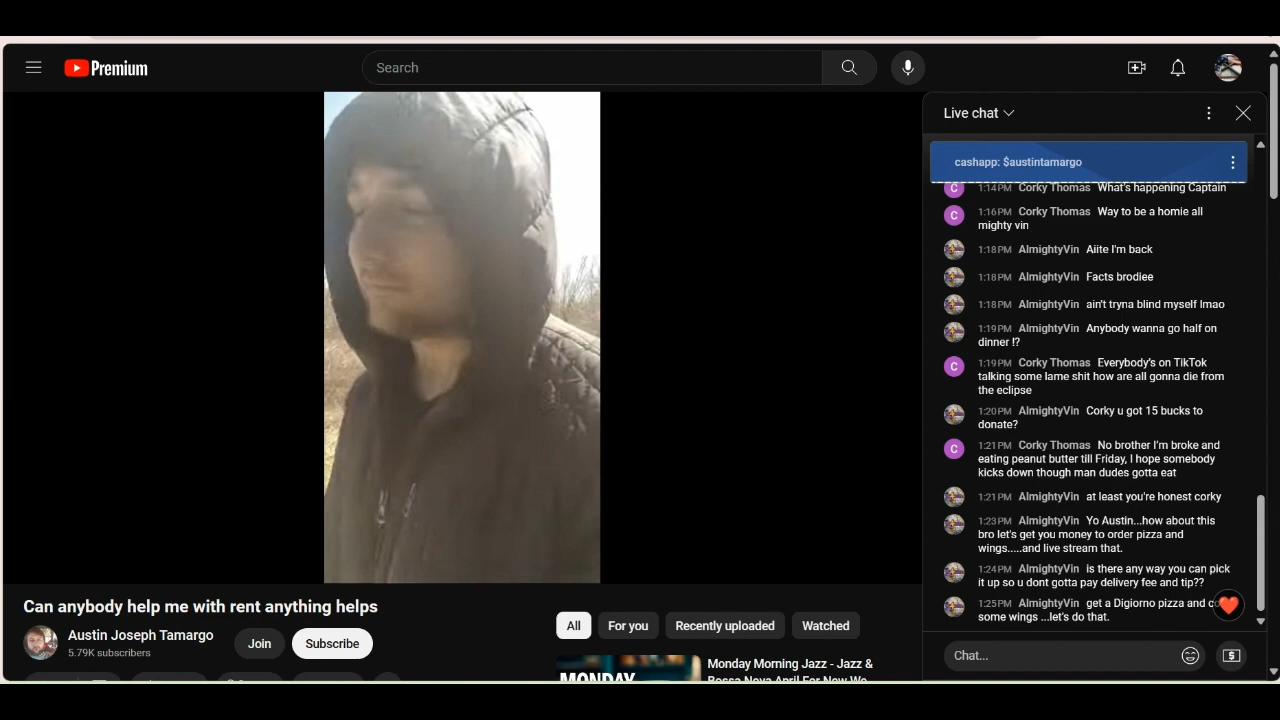 Premium
Search
Live chat
cashapp: $austintamargo
C 1:14 PM Corky Thomas What's happening Captain
C 1:16 PM Corky Thomas Way to be a homie all
mighty vin
1:18 PM AlmightyVin Aiite I'm back
1:18 PM AlmightyVin Facts brodiee
1:18 PM AlmightyVin ain't tryna blind myself lmao
1:19 PM AlmightyVin Anybody wanna go half on
dinner !?
C 1:19 PM Corky Thomas Everybody's on TikTok
talking some lame shit how are all gonna die from
the eclipse
1:20 PM AlmightyVin Corky u got 15 bucks to
donate?
C 1:21 PM Corky Thomas No brother I'm broke and
eating peanut butter till Friday, I hope somebody
kicks down though man dudes gotta eat
1:21 PM AlmightyVin at least you're honest corky
1:23 PM AlmightyVin Yo Austin...how about this
bro let's get you money to order pizza and
wings.....and live stream that.
1:24 PM AlmightyVin is there any way you can pick
it up so u dont gotta pay delivery fee and tip??
1:25 PM AlmightyVin get a Digiorno pizza and
some wings ...let's do that.
Chat...
Can anybody help me with rent anything helps
Austin Joseph Tamargo
5.79K subscribers
Join
Subscribe
All
For you
Recently uploaded
Watched
MONDAY
Monday Morning Jazz - Jazz &
Bossa Nova April For New We